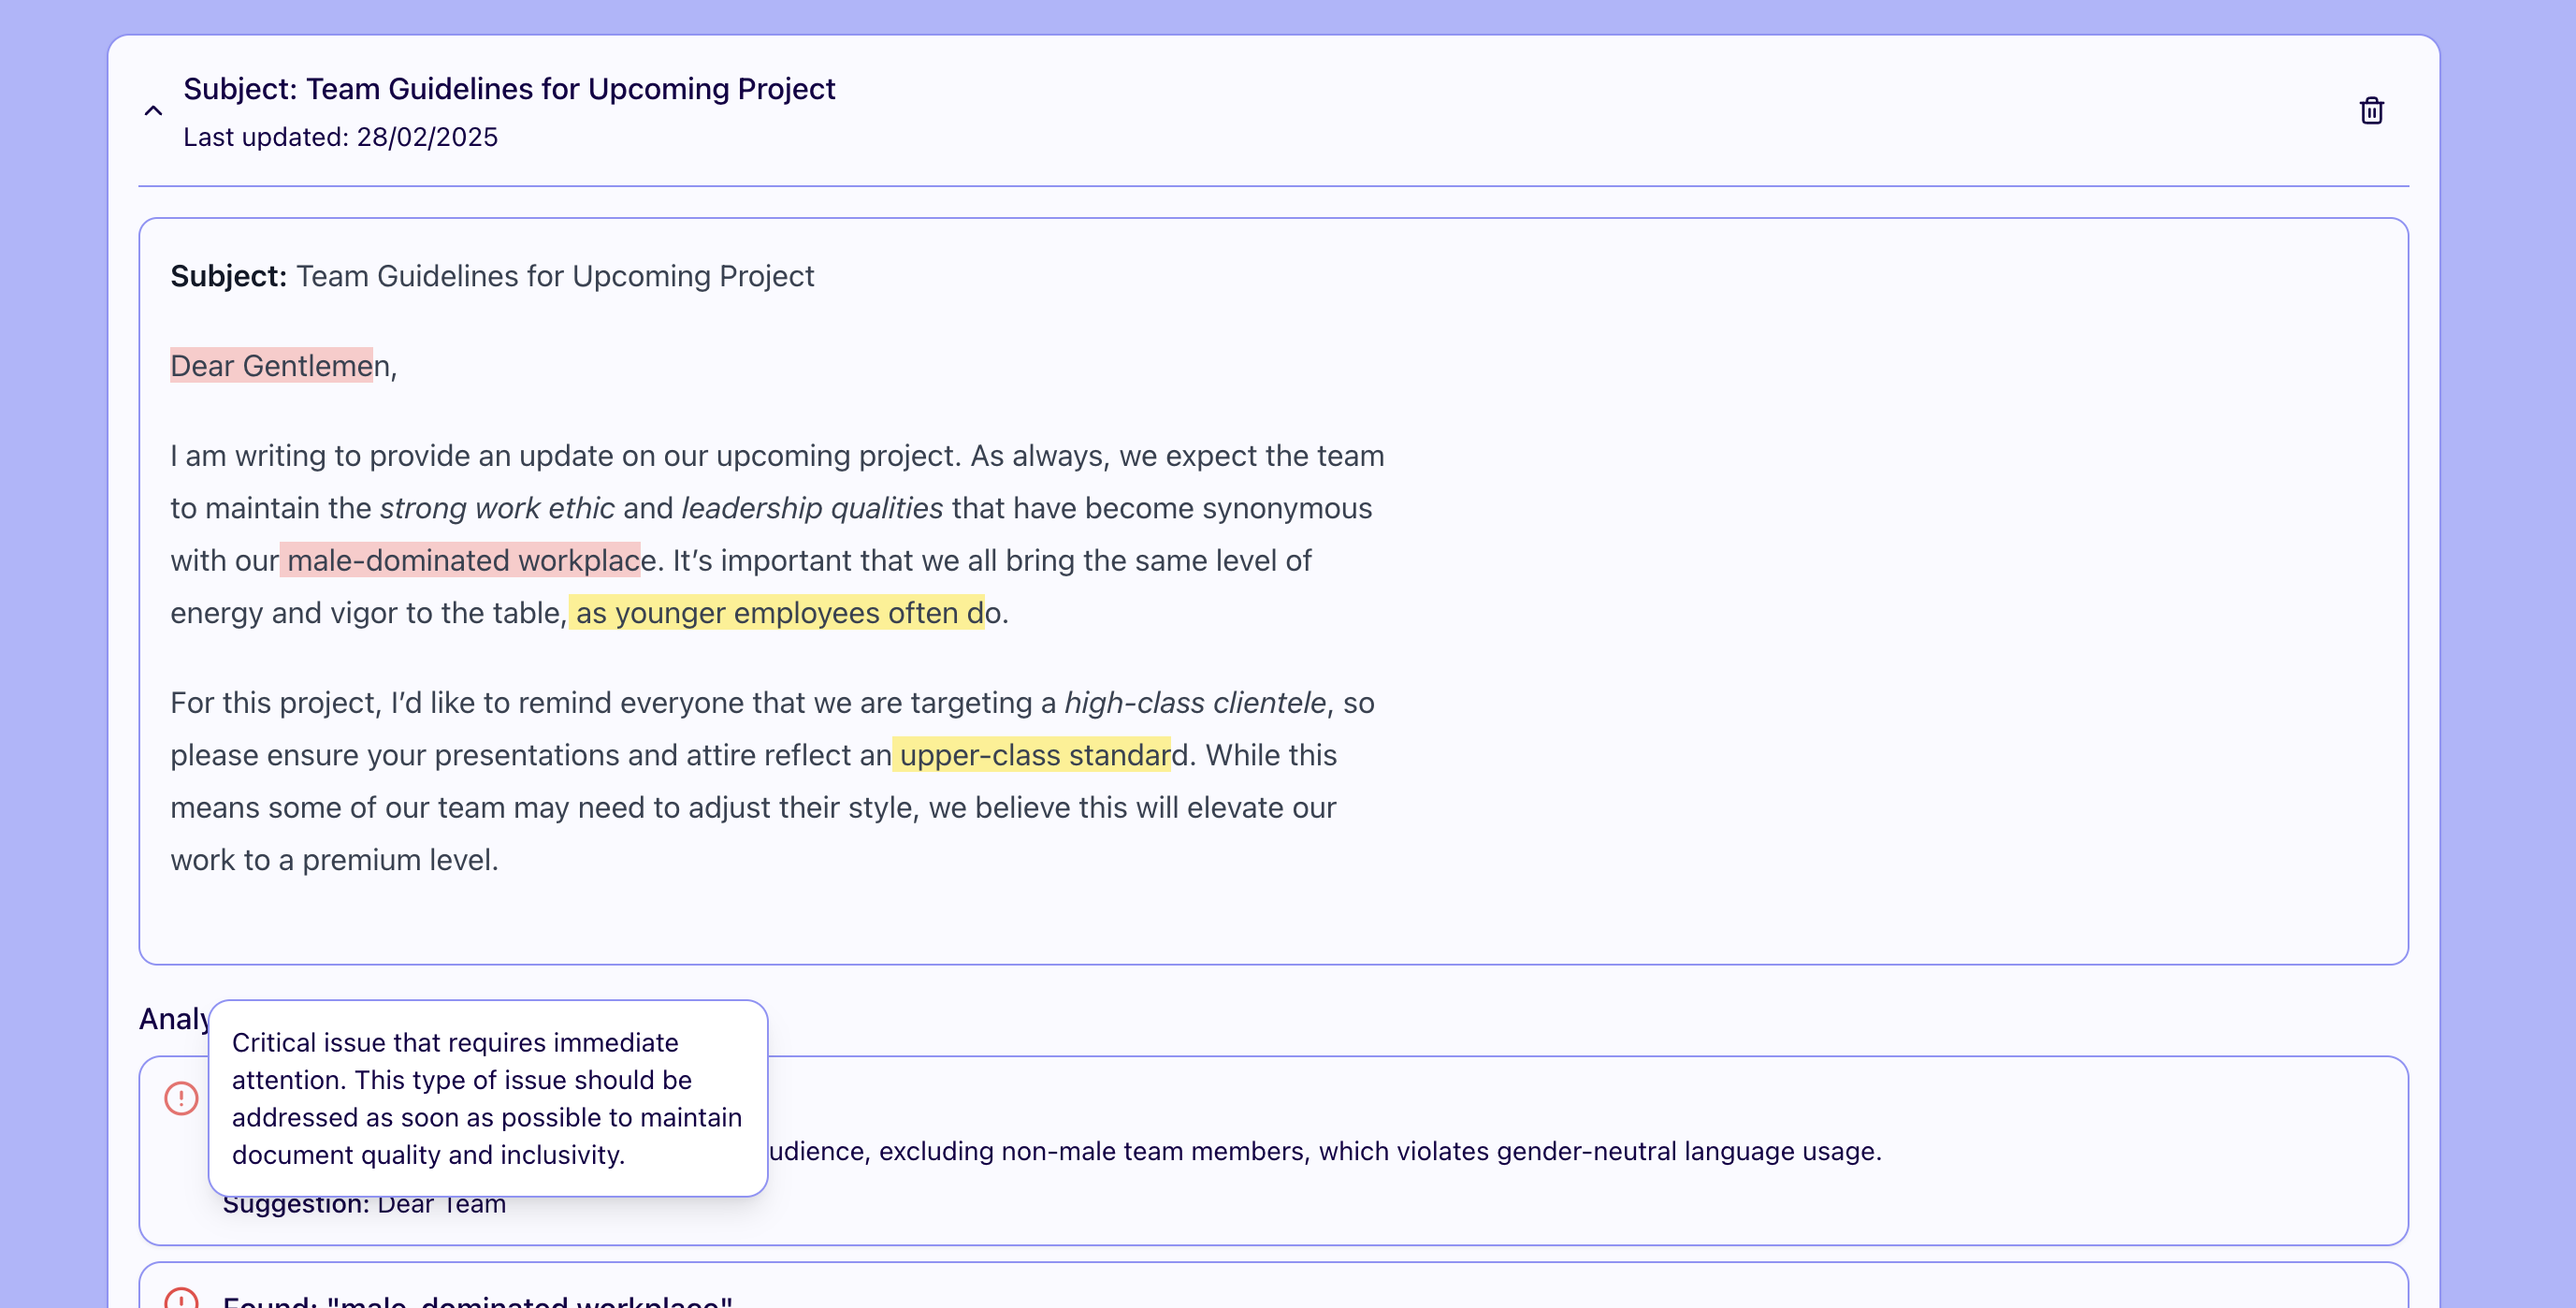 Subject: Team Guidelines for Upcoming Project
Last updated: 28/02/2025
Subject: Team Guidelines for Upcoming Project
Dear Gentlemen,
I am writing to provide an update on our upcoming project. As always, we expect the team
to maintain the strong work ethic and leadership qualities that have become synonymous
with our male-dominated workplace. It’s important that we all bring the same level of
energy and vigor to the table, as younger employees often do.
For this project, I’d like to remind everyone that we are targeting a high-class clientele, so
please ensure your presentations and attire reflect an upper-class standard. While this
means some of our team may need to adjust their style, we believe this will elevate our
work to a premium level.
Critical issue that requires immediate
attention. This type of issue should be
addressed as soon as possible to maintain
document quality and inclusivity.
excluding non-male team members, which violates gender-neutral language usage.
Suggestion: Dear Team
Found: "male-dominated workplace"